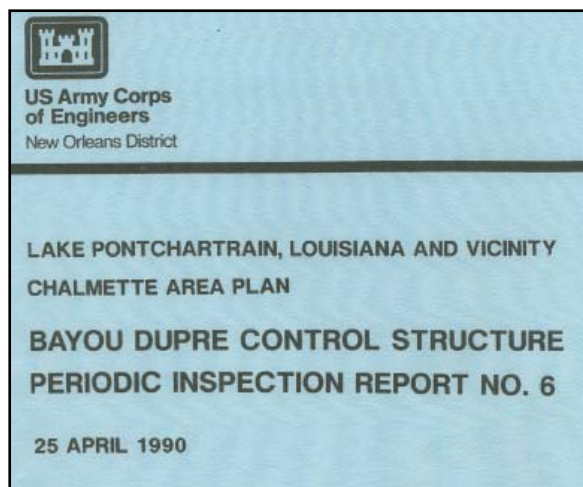 US Army Corps
of Engineers
New Orleans District
LAKE PONTCHARTRAIN, LOUISIANA AND VICINITY
CHALMETTE AREA PLAN
BAYOU DUPRE CONTROL STRUCTURE
PERIODIC INSPECTION REPORT NO. 6
25 APRIL 1990